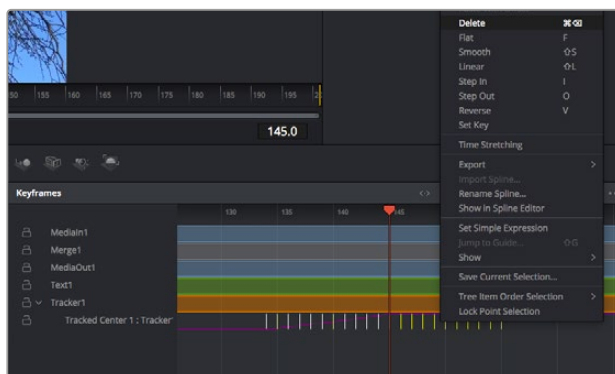 Delete ⌘⌫
Flat F
Smooth ⇧S
Linear ⇧L
Step In I
Step Out O
Reverse V
Set Key
Time Stretching
Export >
Import Spline...
Rename Spline...
Show in Spline Editor
Set Simple Expression
Jump to Guide... ⇧G
Show >
Save Current Selection...
Tree Item Order Selection >
Lock Point Selection
155 160 165 170 175 180 185 190 195
145.0
Keyframes
130 135 140 145
MediaIn1
Merge1
MediaOut1
Text1
Tracker1
Tracked Center 1 : Tracker